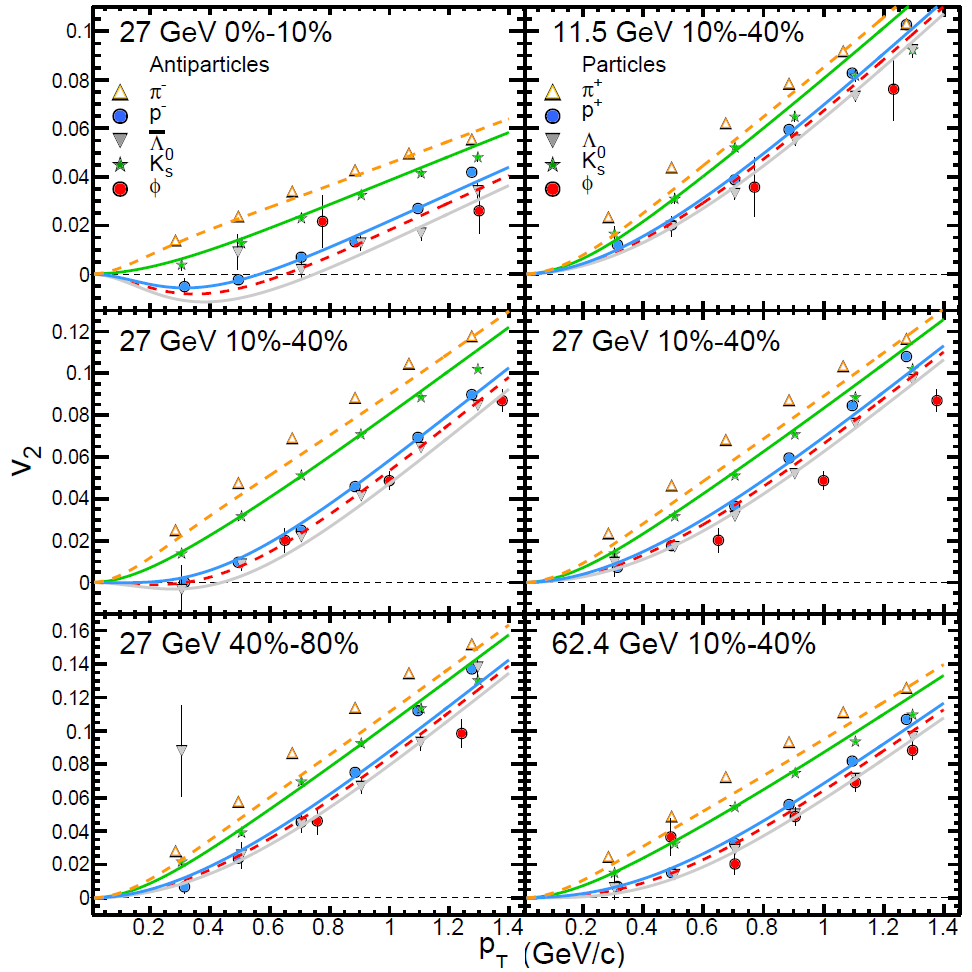 27 GeV 0%-10%
Antiparticles
π⁻
p⁻
Λ̅
K⁰ₛ
ϕ
0.1
0.08
0.06
0.04
0.02
0
11.5 GeV 10%-40%
Particles
π⁺
p⁺
Λ
K⁰ₛ
ϕ
27 GeV 10%-40%
0.12
0.1
0.08
0.06
0.04
0.02
0
27 GeV 10%-40%
v₂
27 GeV 40%-80%
0.16
0.14
0.12
0.1
0.08
0.06
0.04
0.02
0
62.4 GeV 10%-40%
0.2 0.4 0.6 0.8 1 1.2 1.4 0.2 0.4 0.6 0.8 1 1.2 1.4
p_T (GeV/c)